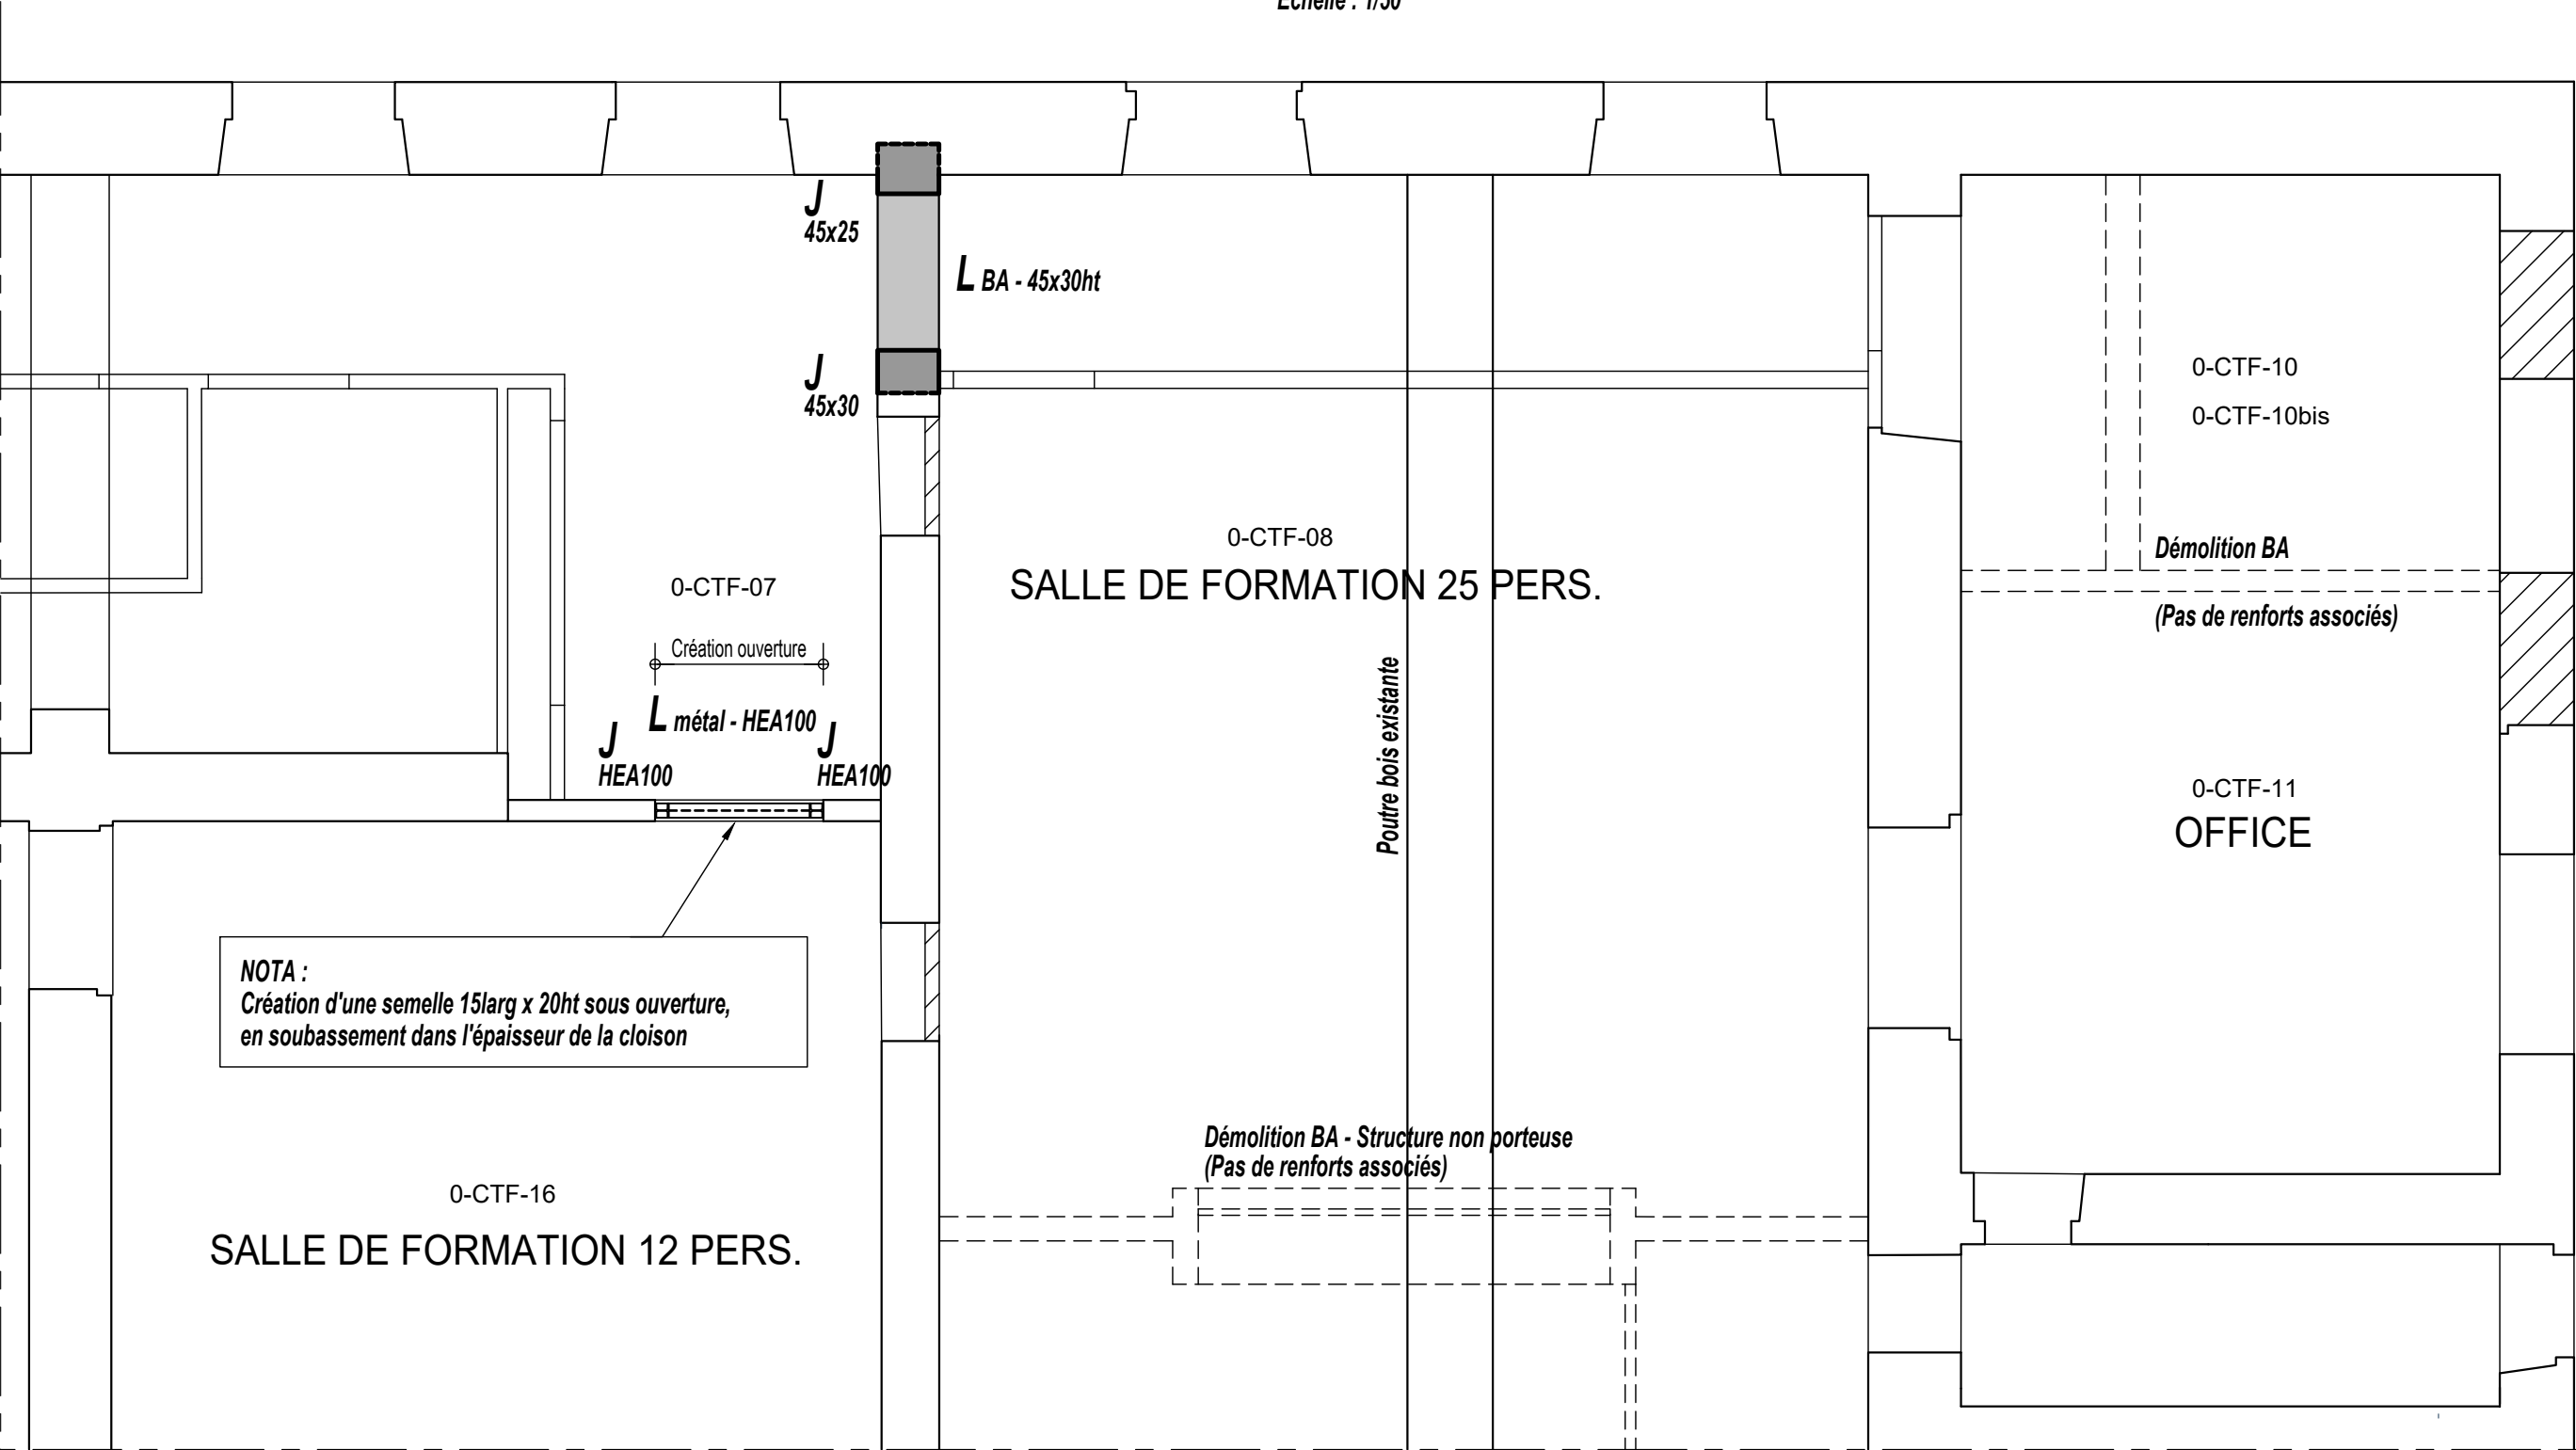 Echelle : 1/50
J
45x25
L BA - 45x30ht
J
45x30
0-CTF-10
0-CTF-10bis
0-CTF-08
SALLE DE FORMATION 25 PERS.
Démolition BA
(Pas de renforts associés)
0-CTF-07
Création ouverture
L métal - HEA100
J
HEA100
J
HEA100
Poutre bois existante
0-CTF-11
OFFICE
NOTA :
Création d'une semelle 15larg x 20ht sous ouverture,
en soubassement dans l'épaisseur de la cloison
Démolition BA - Structure non porteuse
(Pas de renforts associés)
0-CTF-16
SALLE DE FORMATION 12 PERS.